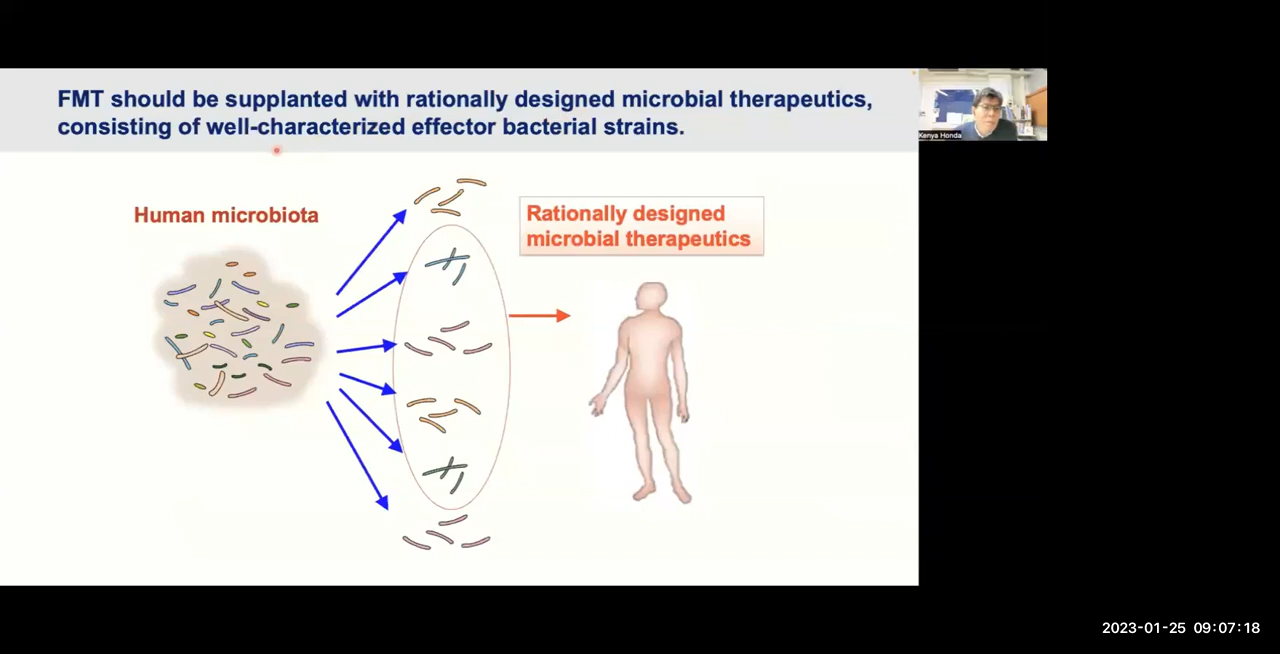 FMT should be supplanted with rationally designed microbial therapeutics,
consisting of well-characterized effector bacterial strains.
Kenya Honda
Human microbiota
Rationally designed
microbial therapeutics
2023-01-25 09:07:18